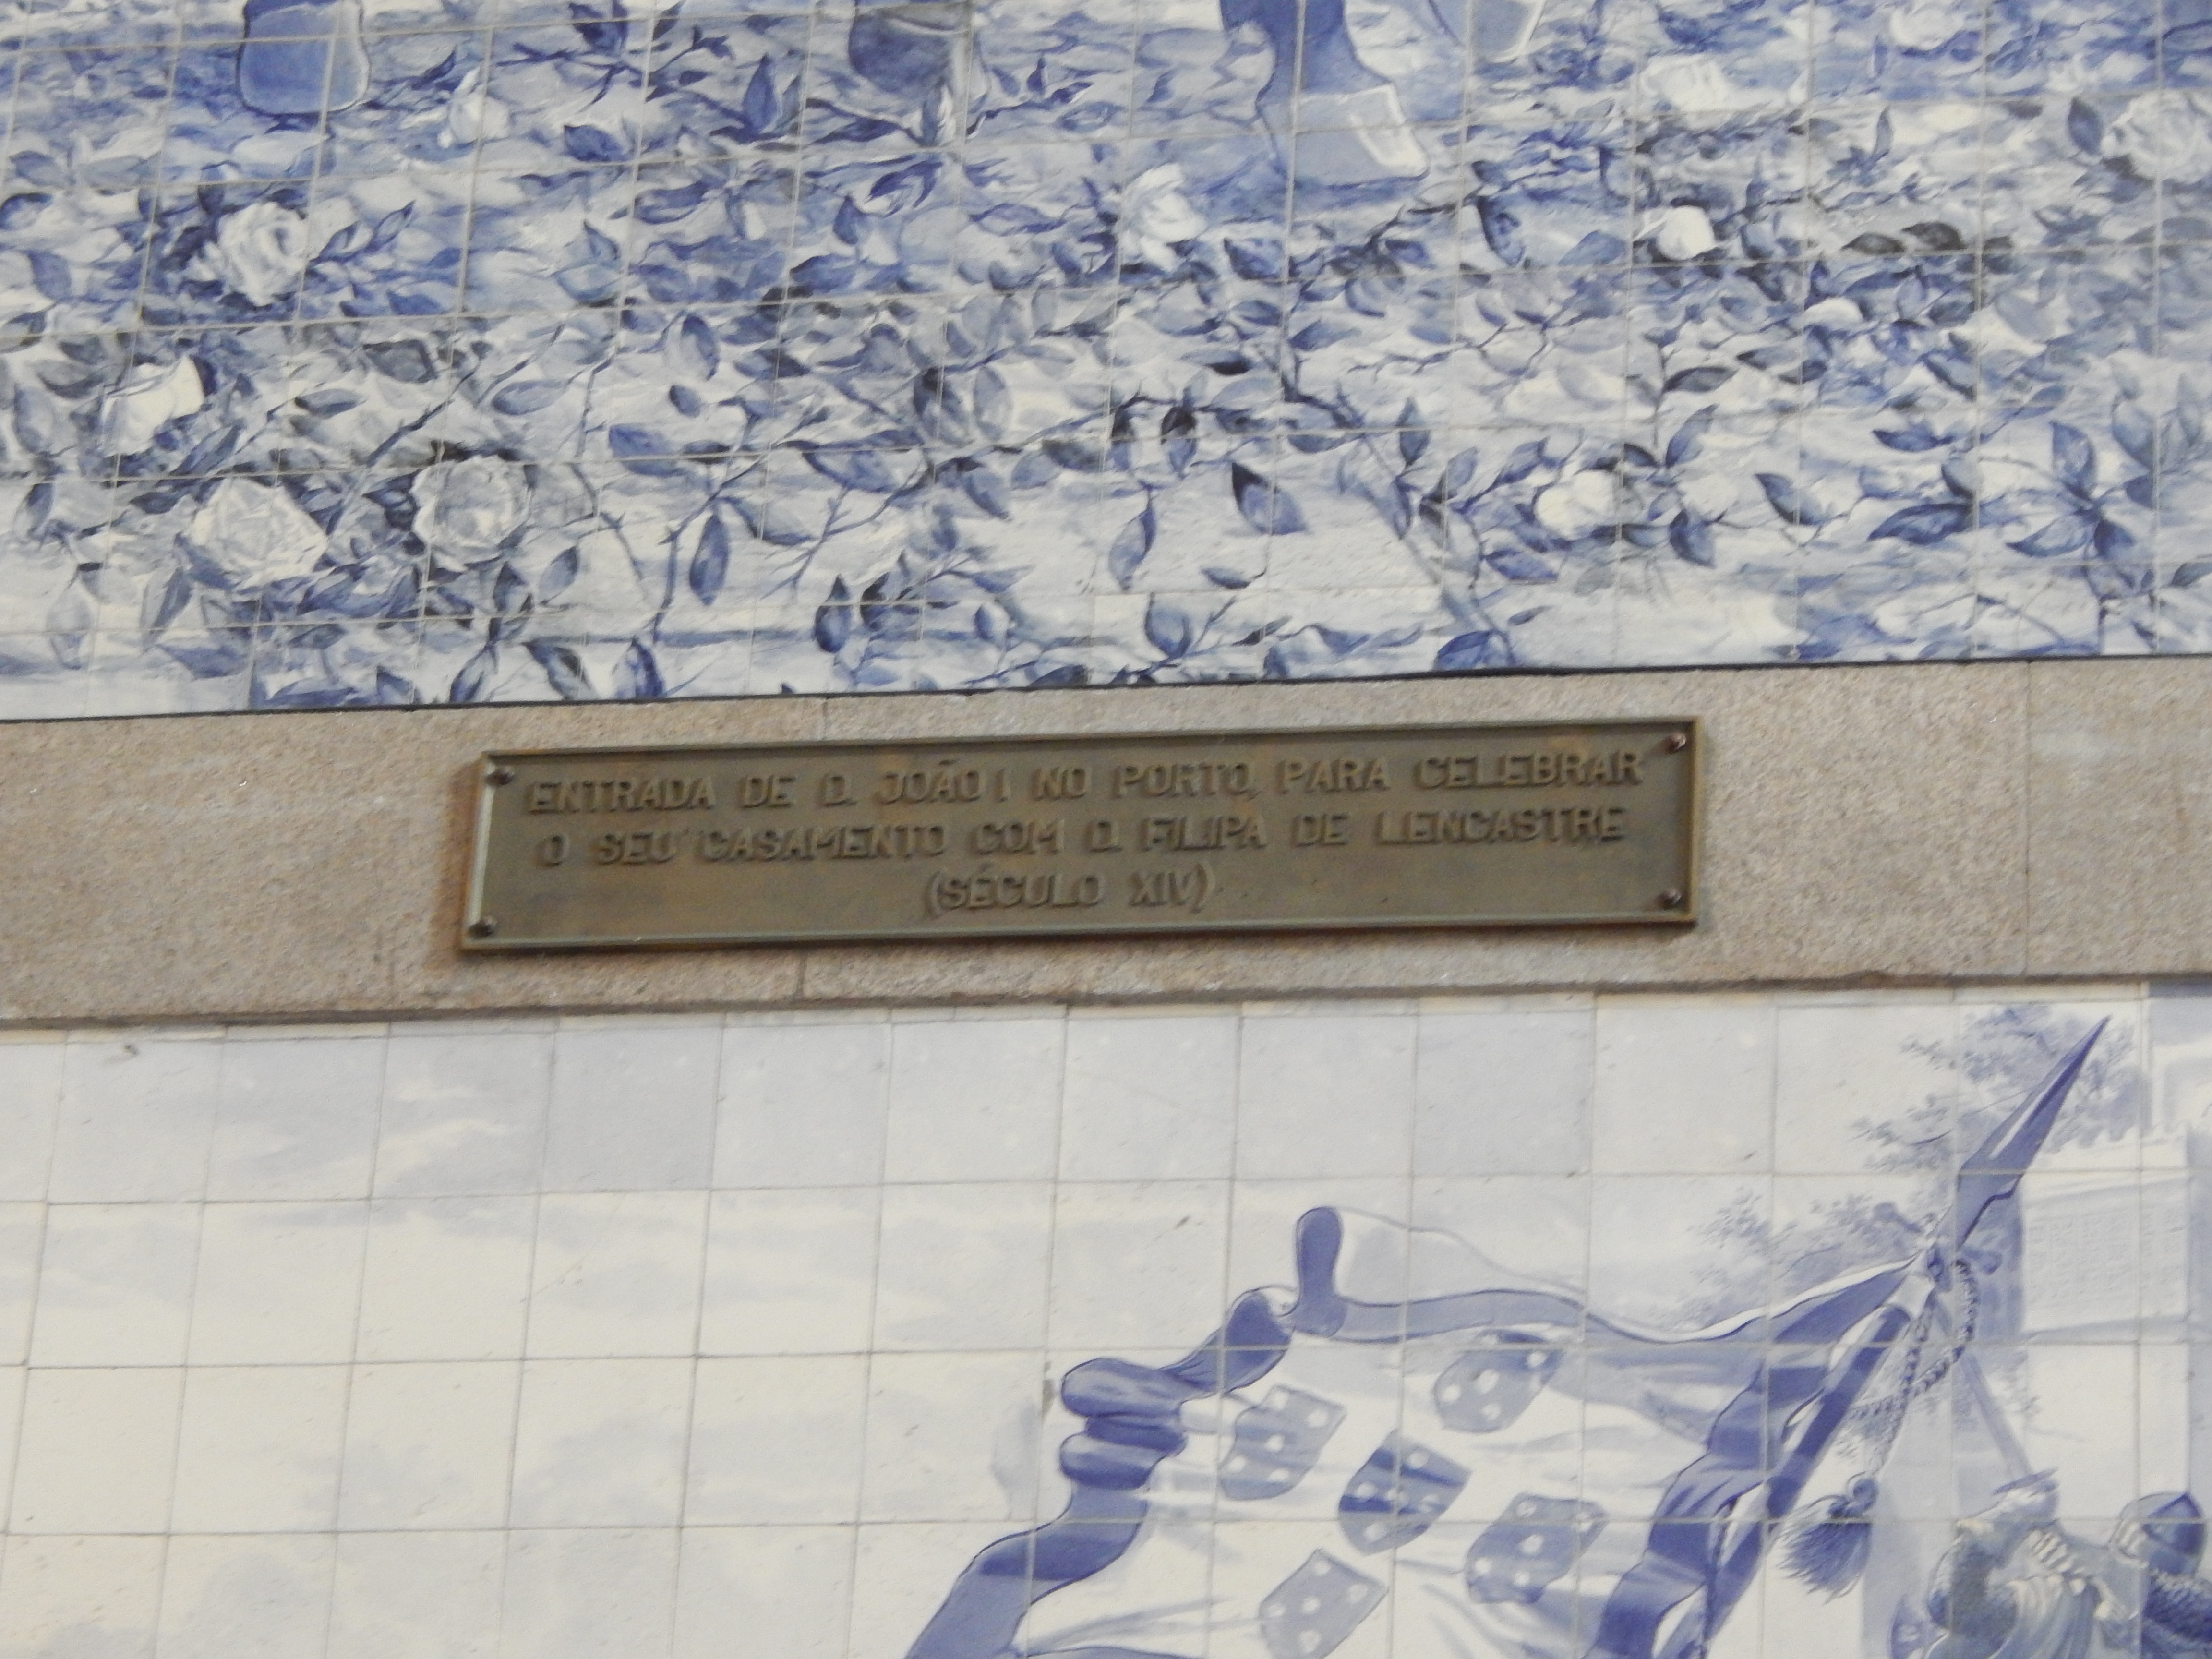 ENTRADA DE D. JOÃO I NO PORTO, PARA CELEBRAR
O SEU CASAMENTO COM D. FILIPA DE LENCASTRE
(SÉCULO XIV)